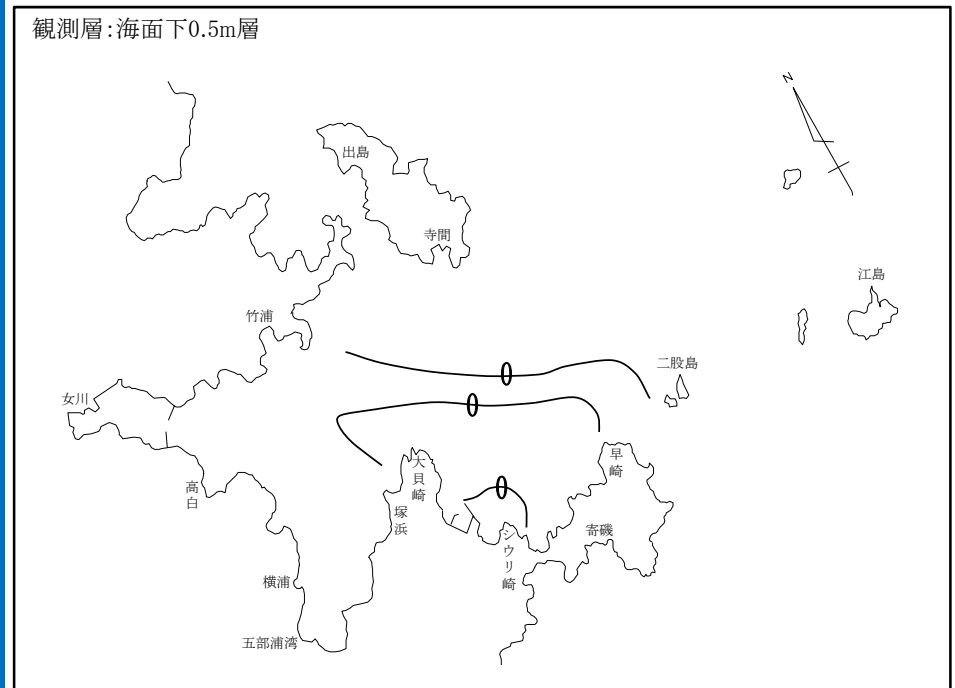 観測層:海面下0.5m層
N
出島
寺間
江島
竹浦
二股島
女川
0
0
大貝崎
早崎
高白
0
塚浜
寄磯
シウリ崎
横浦
五部浦湾